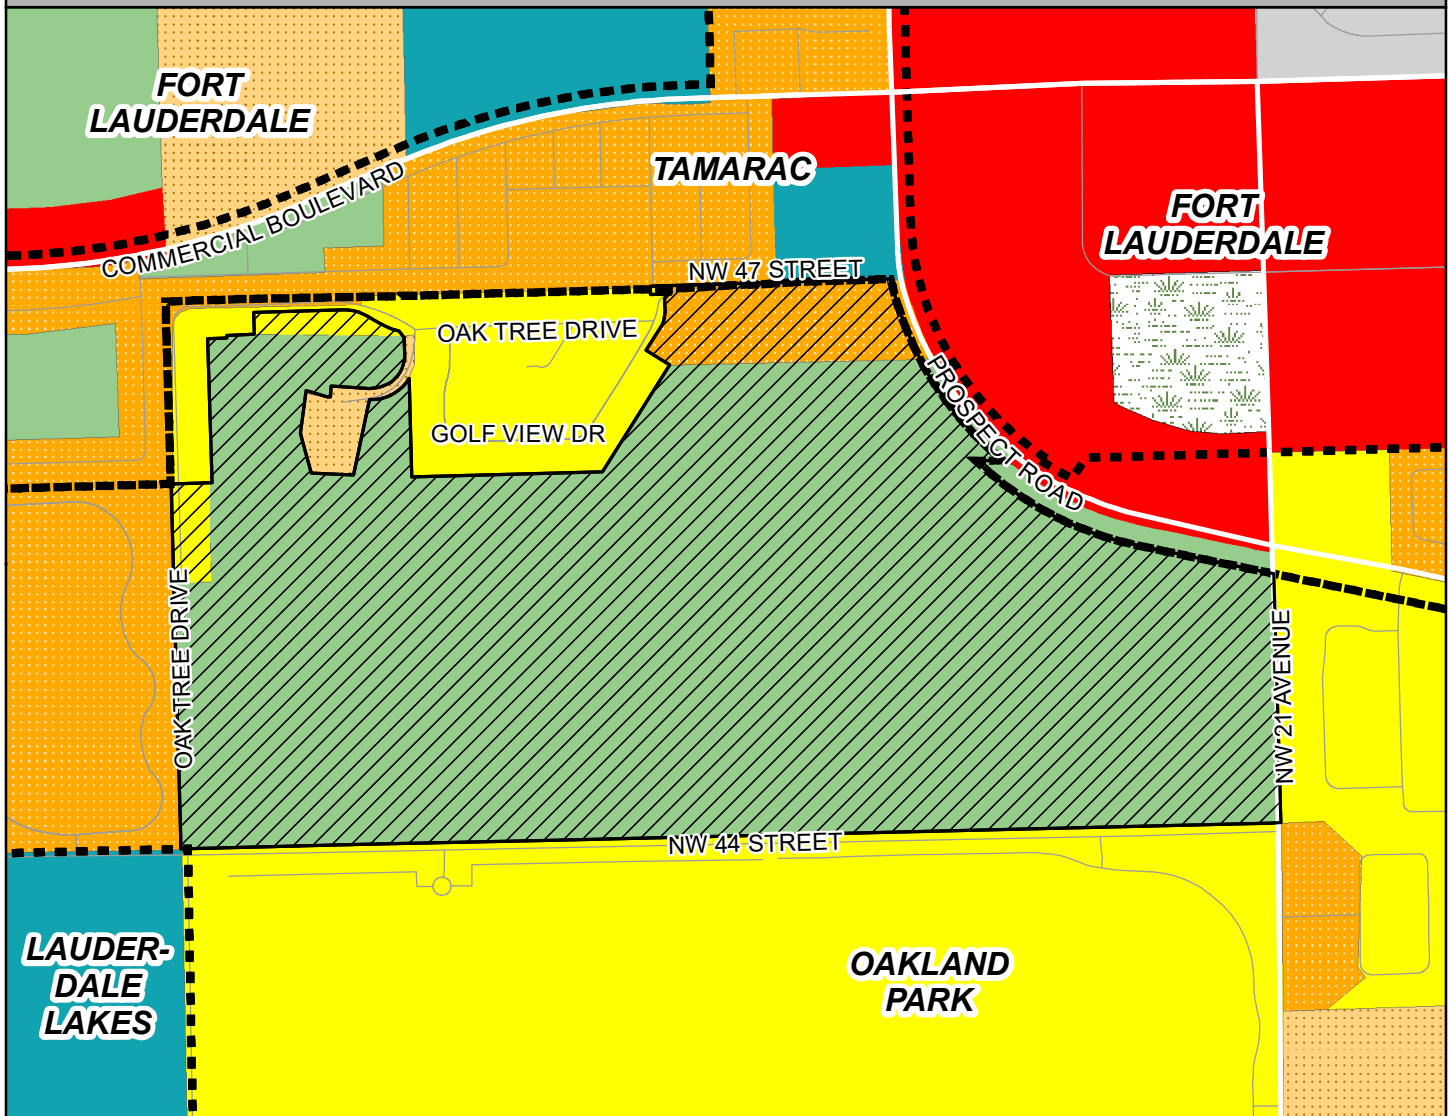 FORT
LAUDERDALE
TAMARAC
COMMERCIAL BOULEVARD
FORT
LAUDERDALE
NW 47 STREET
OAK TREE DRIVE
PROSPECT ROAD
GOLF VIEW DR
OAK TREE DRIVE
NW 21 AVENUE
NW 44 STREET
LAUDER-
DALE
LAKES
OAKLAND
PARK